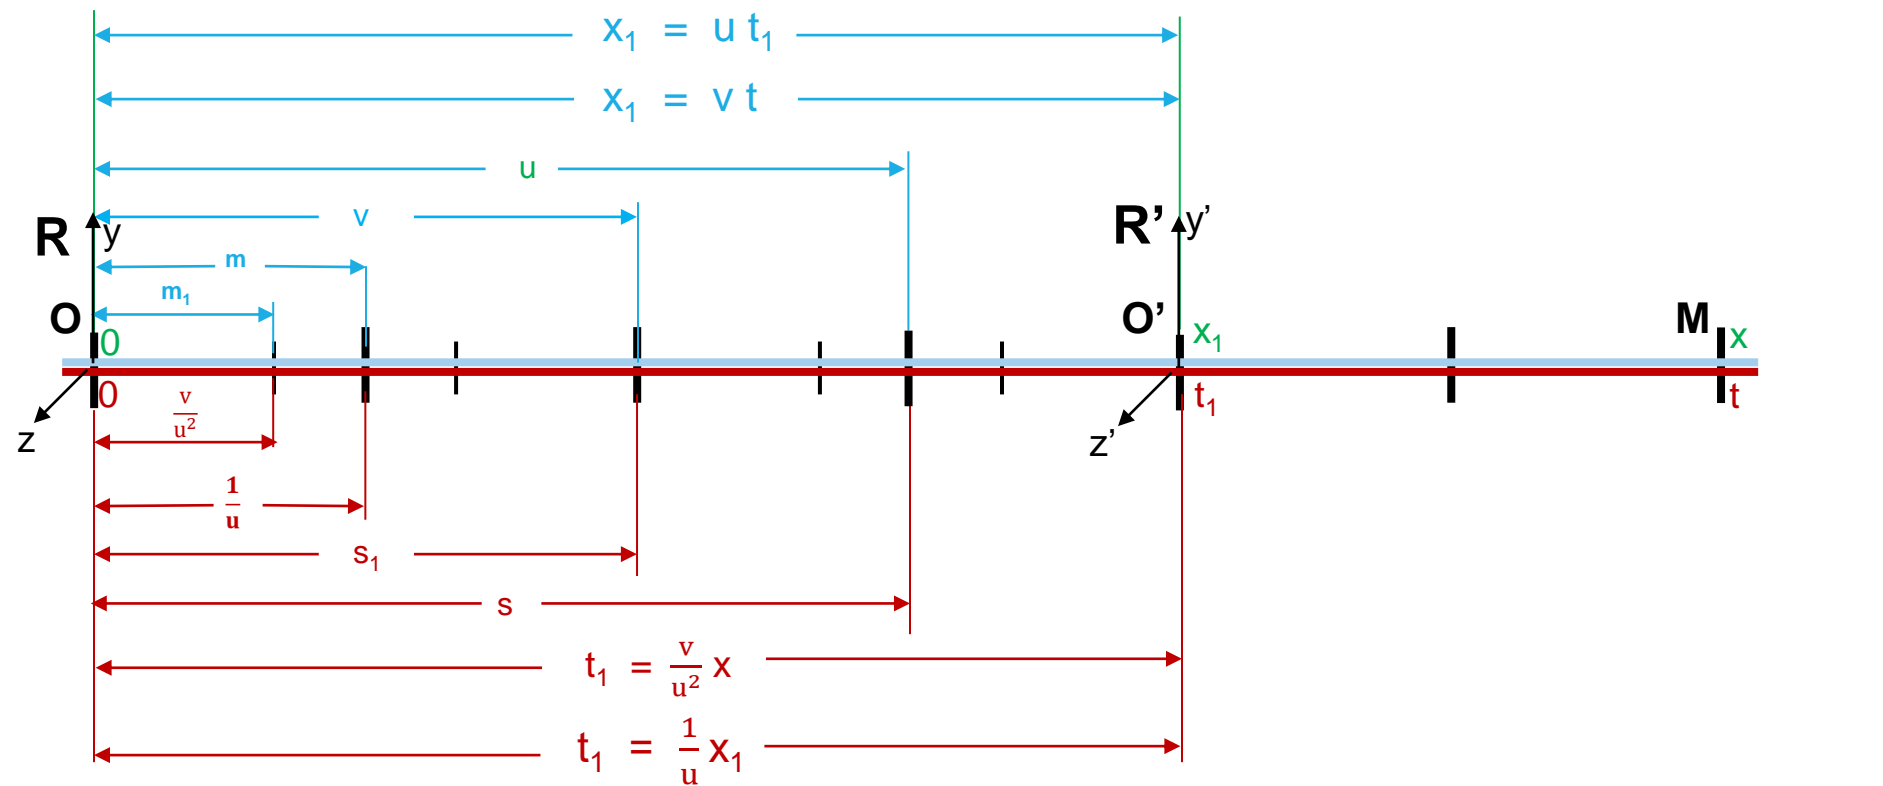 x₁ = u t₁
x₁ = v t
u
v
R y
R’ y’
m
m₁
O
O’
M
0
x₁
x
0
t₁
t
v/u²
z
z’
1/u
s₁
s
t₁ = v/u² x
t₁ = 1/u x₁